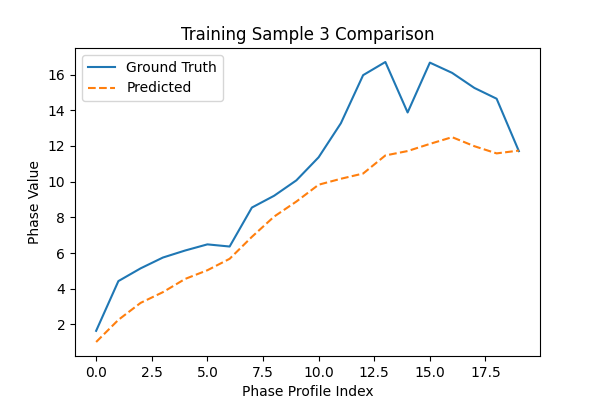 Training Sample 3 Comparison
Ground Truth
Predicted
16
14
12
10
8
6
4
2
Phase Value
0.0 2.5 5.0 7.5 10.0 12.5 15.0 17.5
Phase Profile Index